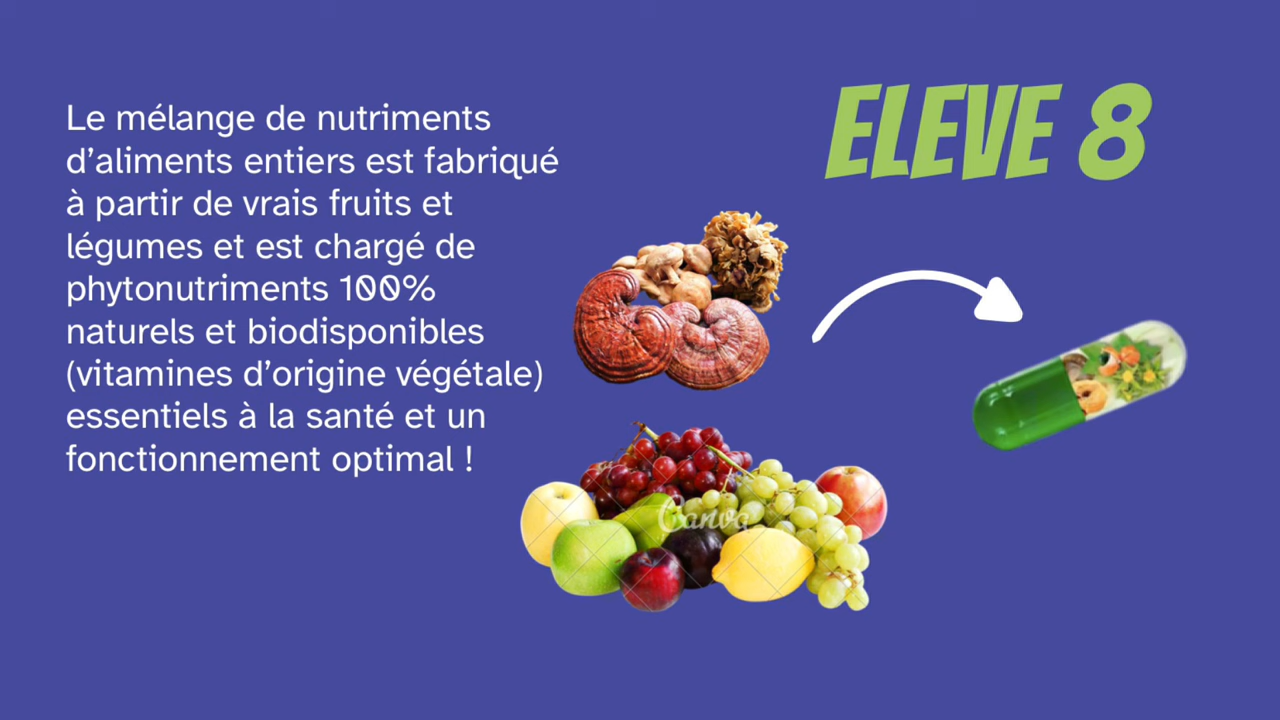 Le mélange de nutriments
d’aliments entiers est fabriqué
à partir de vrais fruits et
légumes et est chargé de
phytonutriments 100%
naturels et biodisponibles
(vitamines d’origine végétale)
essentiels à la santé et un
fonctionnement optimal !
ELEVE 8
Canva